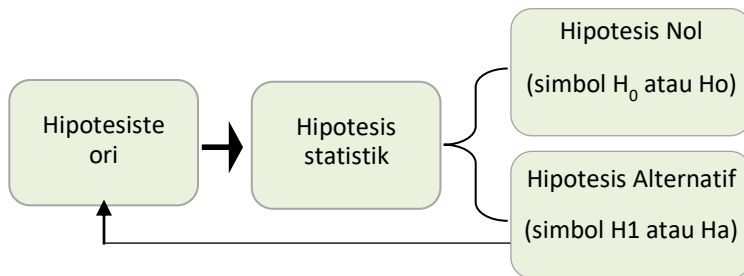 Hipotesiste
ori
Hipotesis
statistik
Hipotesis Nol
(simbol H₀ atau Ho)
Hipotesis Alternatif
(simbol H1 atau Ha)